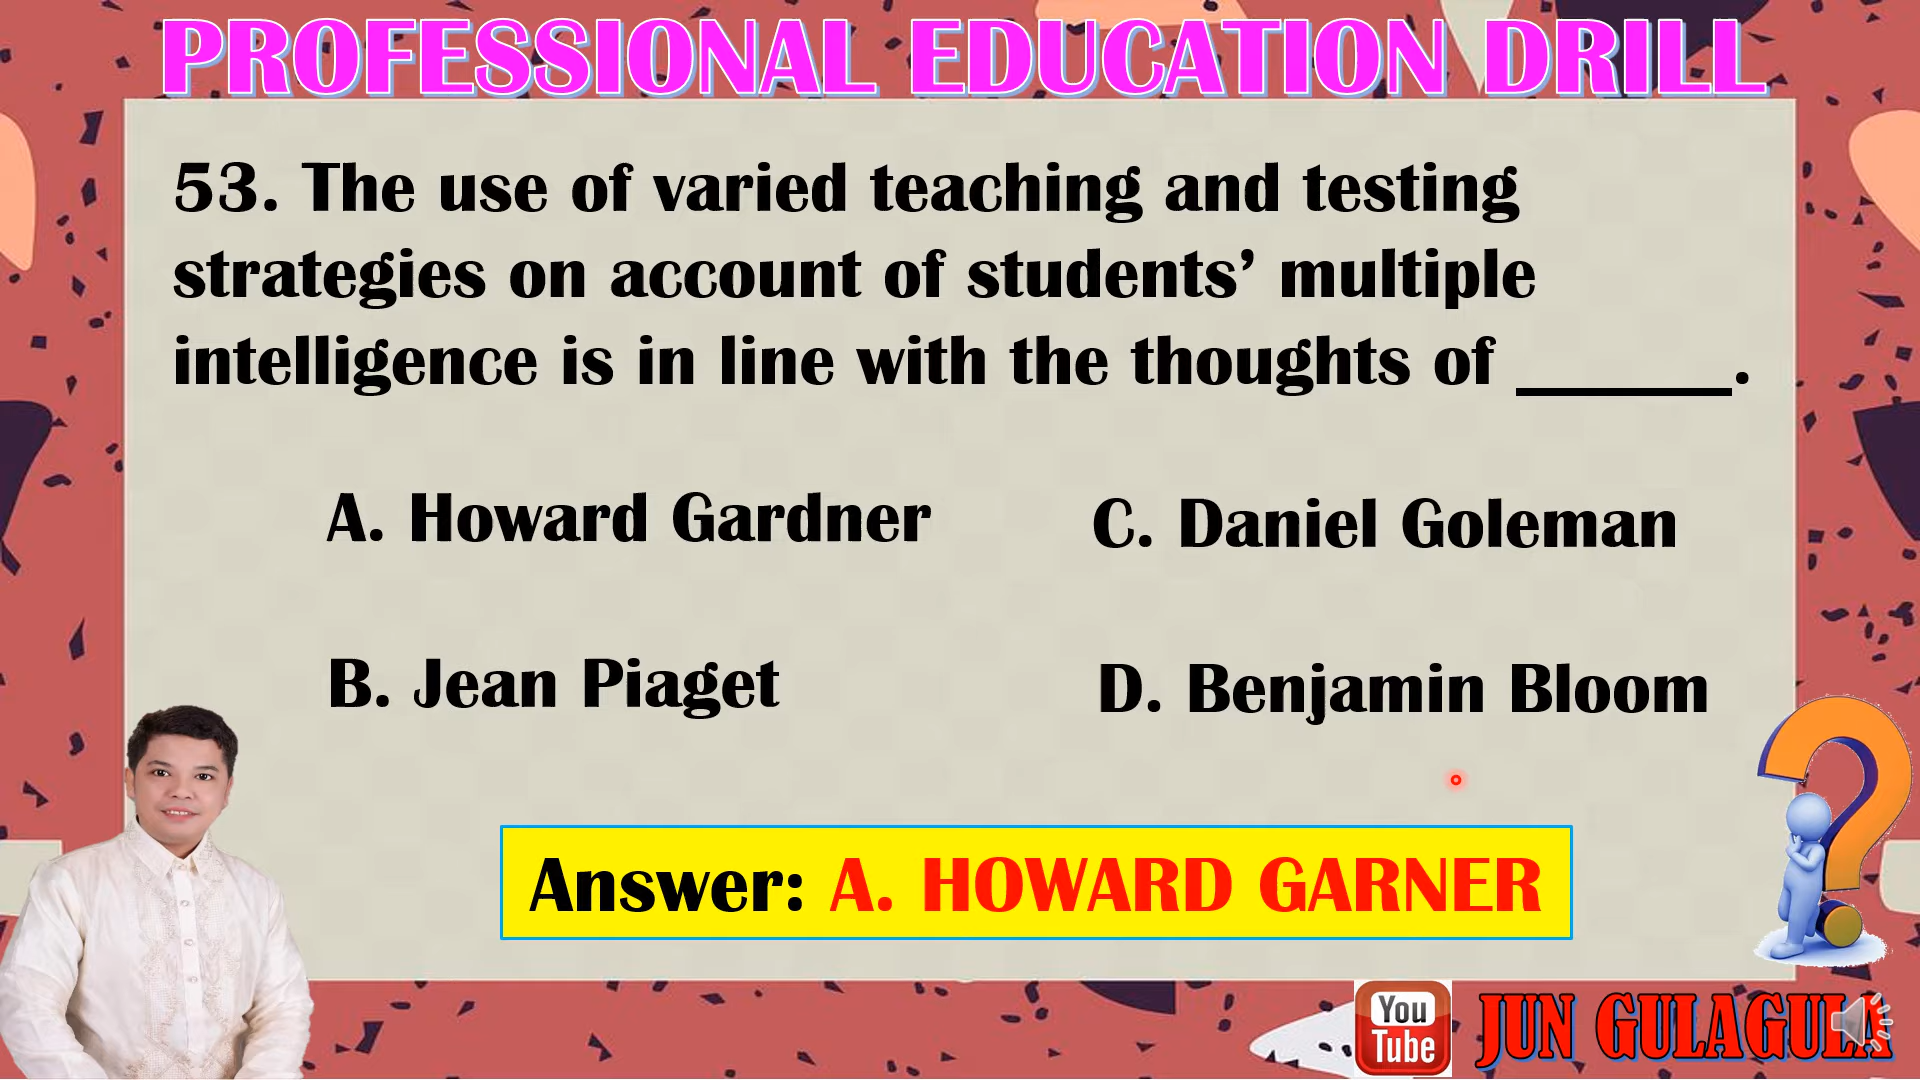 PROFESSIONAL EDUCATION DRILL
53. The use of varied teaching and testing
strategies on account of students’ multiple
intelligence is in line with the thoughts of ______.
A. Howard Gardner
C. Daniel Goleman
B. Jean Piaget
D. Benjamin Bloom
Answer: A. HOWARD GARNER
You
Tube
JUN GULAGULA